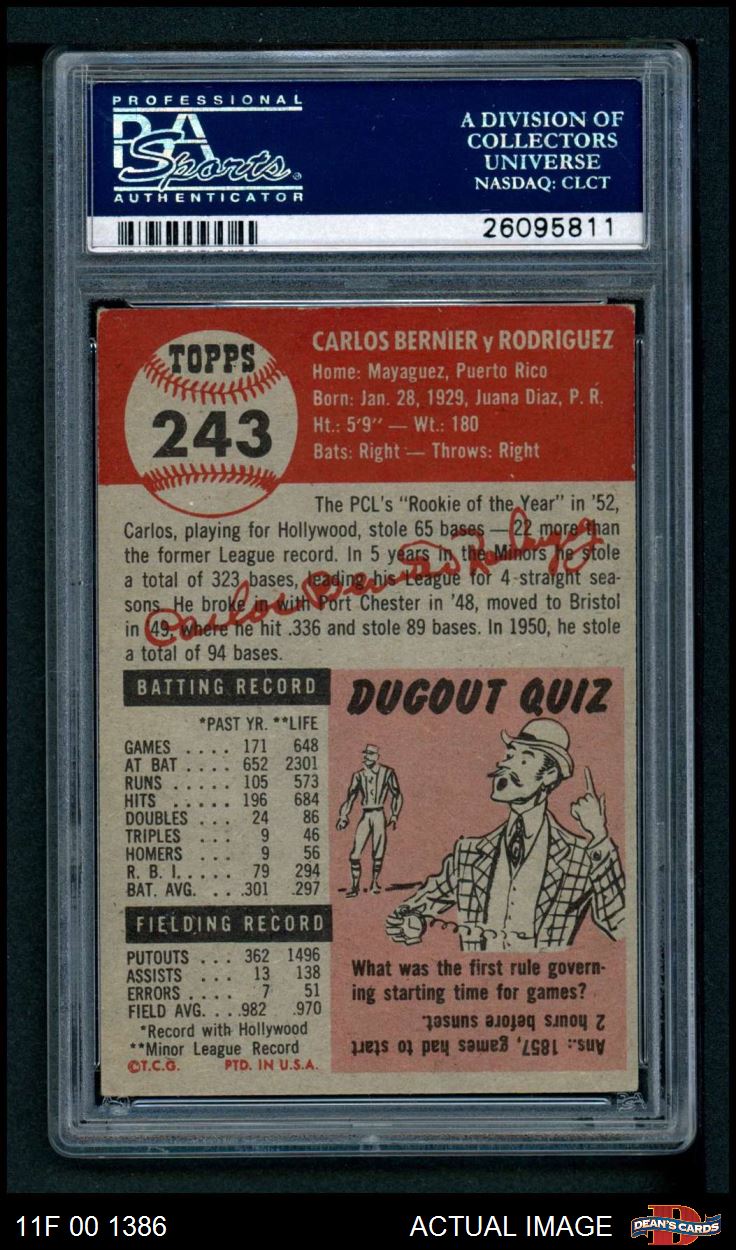 PROFESSIONAL
PSA
Sports
AUTHENTICATOR
A DIVISION OF
COLLECTORS
UNIVERSE
NASDAQ: CLCT
26095811
TOPPS
243
CARLOS BERNIER y RODRIGUEZ
Home: Mayaguez, Puerto Rico
Born: Jan. 28, 1929, Juana Diaz, P. R.
Ht.: 5'9" — Wt.: 180
Bats: Right — Throws: Right
The PCL's "Rookie of the Year" in '52,
Carlos, playing for Hollywood, stole 65 bases — 22 more than
the former League record. In 5 years in the Minors he stole
a total of 323 bases, leading his League for 4 straight sea-
sons. He broke in with Port Chester in '48, moved to Bristol
in '49, where he hit .336 and stole 89 bases. In 1950, he stole
a total of 94 bases.
Carlos Bernier Rodrigz
BATTING RECORD
*PAST YR. **LIFE
GAMES .... 171 648
AT BAT .... 652 2301
RUNS ..... 105 573
HITS ..... 196 684
DOUBLES ... 24 86
TRIPLES ... 9 46
HOMERS ... 9 56
R. B. I. .... 79 294
BAT. AVG. ... .301 .297
FIELDING RECORD
PUTOUTS ... 362 1496
ASSISTS ... 13 138
ERRORS .... 7 51
FIELD AVG. ... .982 .970
*Record with Hollywood
**Minor League Record
©T.C.G. PTD. IN U.S.A.
DUGOUT QUIZ
What was the first rule govern-
ing starting time for games?
Ans.: 1857, games had to start
2 hours before sunset.
11F 00 1386
ACTUAL IMAGE
D
DEAN'S CARDS